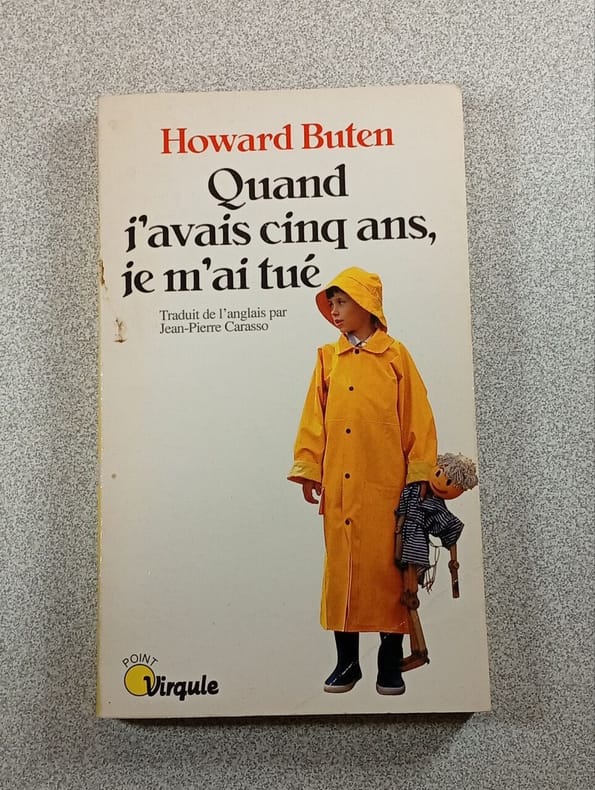 Howard Buten
Quand
j'avais cinq ans,
je m'ai tué
Traduit de l'anglais par
Jean-Pierre Carasso
POINT
Virgule